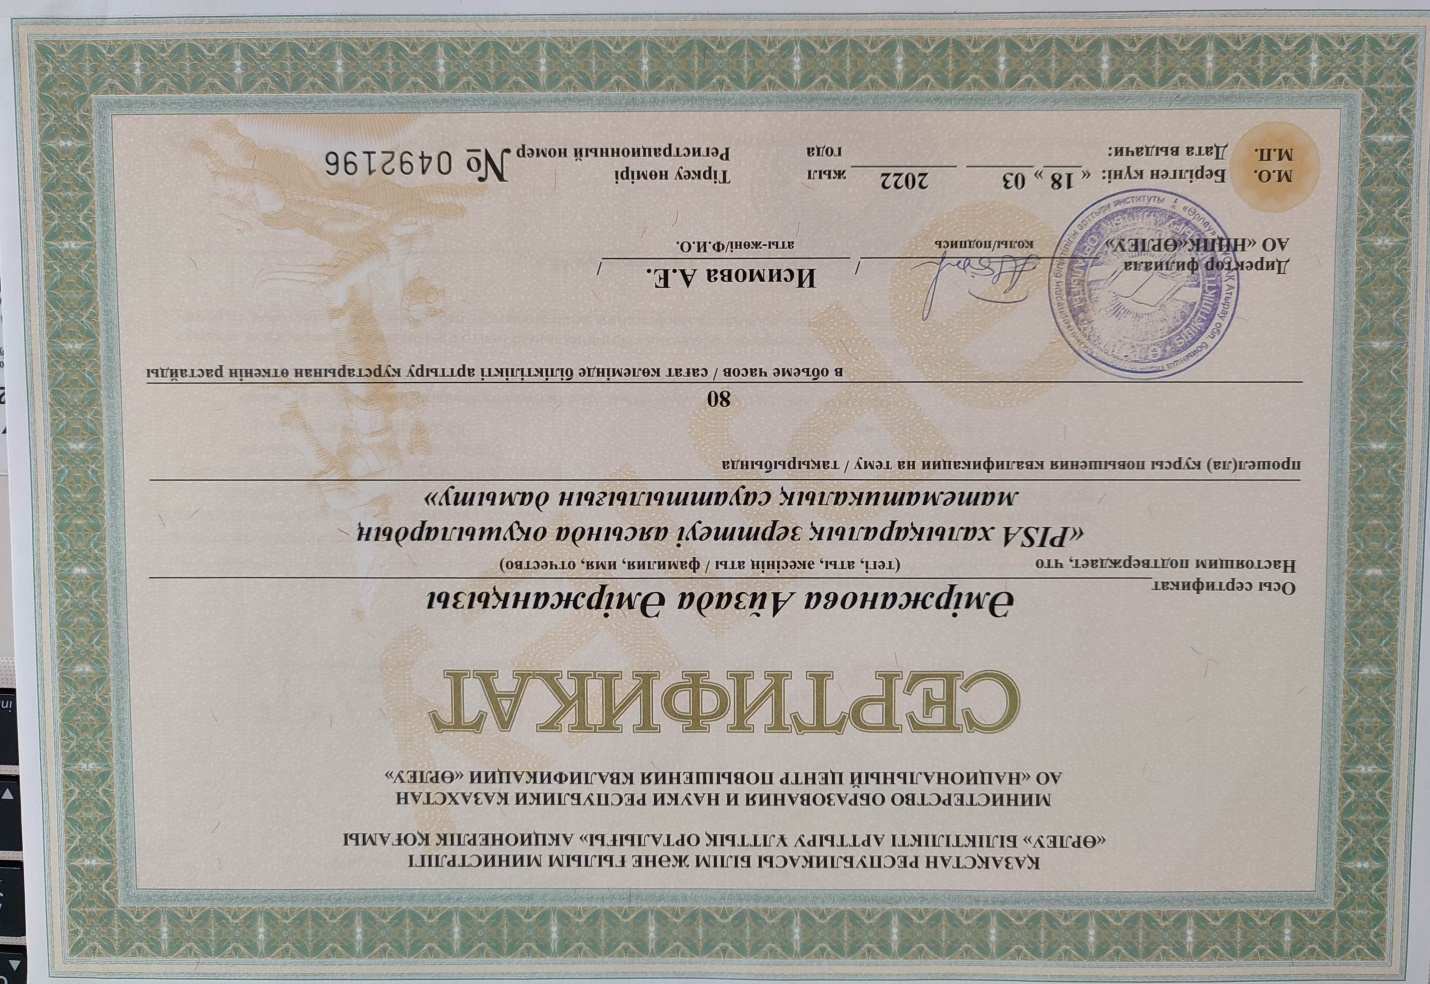 ҚАЗАҚСТАН РЕСПУБЛИКАСЫ БІЛІМ ЖӘНЕ ҒЫЛЫМ МИНИСТРЛІГІ
«ӨРЛЕУ» БІЛІКТІЛІКТІ АРТТЫРУ ҰЛТТЫҚ ОРТАЛЫҒЫ» АКЦИОНЕРЛІК ҚОҒАМЫ
МИНИСТЕРСТВО ОБРАЗОВАНИЯ И НАУКИ РЕСПУБЛИКИ КАЗАХСТАН
АО «НАЦИОНАЛЬНЫЙ ЦЕНТР ПОВЫШЕНИЯ КВАЛИФИКАЦИИ «ӨРЛЕУ»
СЕРТИФИКАТ
Осы сертификат Әміржанова Айзада Әміржанқызы
Настоящим подтверждает, что (тегі, аты, әкесінің аты / фамилия, имя, отчество)
«PISA халықаралық зерттеуі аясында оқушылардың
математикалық сауаттылығын дамыту»
прошел(ла) курсы повышения квалификации на тему / тақырыбында
80
в объеме часов / сағат көлемінде біліктілікті арттыру курстарынан өткенін растайды
Директор филиала / Исимова А.Е. /
АО «НЦПК«ӨРЛЕУ» қолы/подпись аты-жөні/Ф.И.О.
М.О. Берілген күні: « 18 » 03 2022 жыл Тіркеу нөмірі
М.П. Дата выдачи: года Регистрационный номер № 0492196